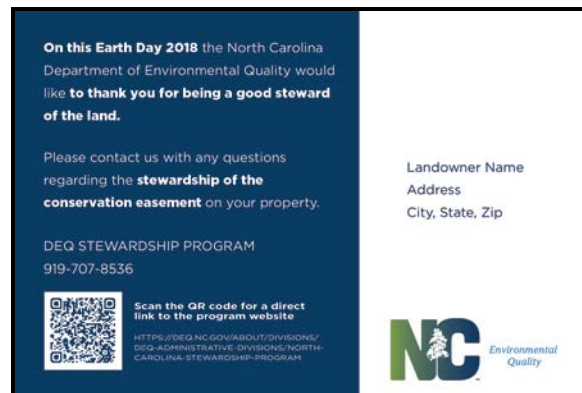 On this Earth Day 2018 the North Carolina
Department of Environmental Quality would
like to thank you for being a good steward
of the land.
Please contact us with any questions
regarding the stewardship of the
conservation easement on your property.
DEQ STEWARDSHIP PROGRAM
919-707-8536
Scan the QR code for a direct
link to the program website
HTTPS://DEQ.NC.GOV/ABOUT/DIVISIONS/
DEQ-ADMINISTRATIVE-DIVISIONS/NORTH-
CAROLINA-STEWARDSHIP-PROGRAM
Landowner Name
Address
City, State, Zip
NC
Environmental
Quality